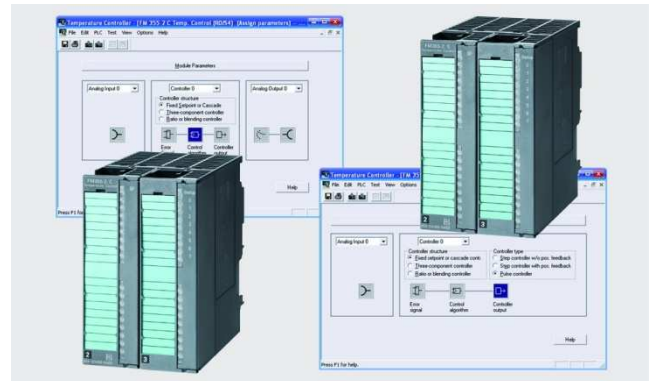 Temperature Controller - [FM 355-2 C Temp. Control (R0/S4) (Assign parameters)
File Edit PLC Test View Options Help
Module Parameters
Analog Input 0
Controller 0
Analog Output 0
Controller structure
Fixed Setpoint or Cascade
Three-component controller
Ratio or blending controller
Error
Control
algorithm
Controller
output
Help
Press F1 for
2
3
Temperature Controller - [FM 35
File Edit PLC Test View Options
Analog Input 0
Controller 0
Controller structure
Fixed setpoint or cascade contr.
Three-component controller
Ratio or blending controller
Controller type
Step controller w/o pos. feedback
Step controller with pos. feedback
Pulse controller
Error
signal
Control
algorithm
Controller
output
Help
Press F1 for help.
2
3